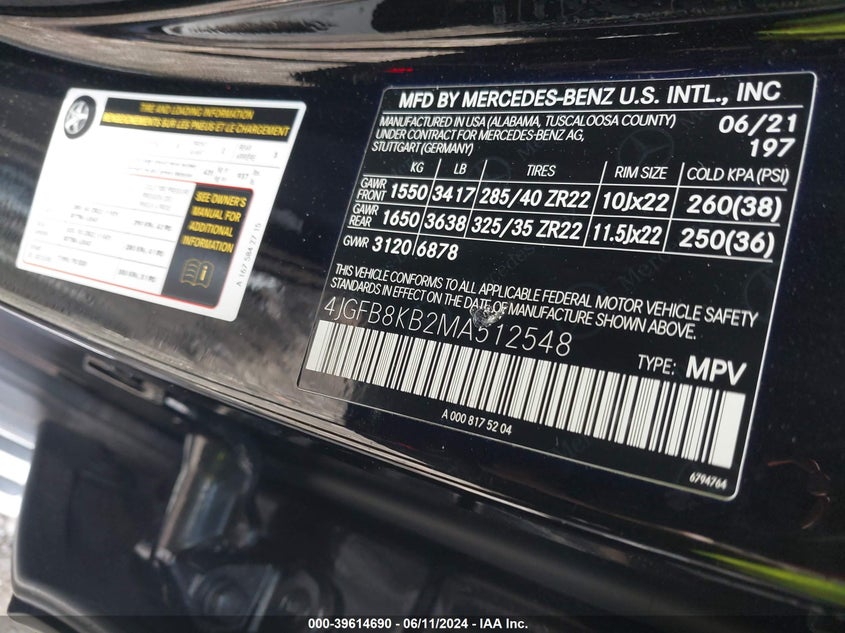 TIRE AND LOADING INFORMATION
RENSEIGNEMENTS SUR LES PNEUS ET LE CHARGEMENT
SEE OWNER'S
MANUAL FOR
ADDITIONAL
INFORMATION
A 167 584 27 15
MFD BY MERCEDES-BENZ U.S. INTL., INC
MANUFACTURED IN USA (ALABAMA, TUSCALOOSA COUNTY) 06/21
UNDER CONTRACT FOR MERCEDES-BENZ AG, 197
STUTTGART (GERMANY)
KG LB TIRES RIM SIZE COLD KPA (PSI)
GAWR FRONT 1550 3417 285/40 ZR22 10Jx22 260(38)
GAWR REAR 1650 3638 325/35 ZR22 11.5Jx22 250(36)
GWR 3120 6878
THIS VEHICLE CONFORMS TO ALL APPLICABLE FEDERAL MOTOR VEHICLE SAFETY
STANDARDS IN EFFECT ON THE DATE OF MANUFACTURE SHOWN ABOVE.
4JGFB8KB2MA512548
TYPE: MPV
A 000 817 52 04
6794764
000-39614690 - 06/11/2024 - IAA Inc.